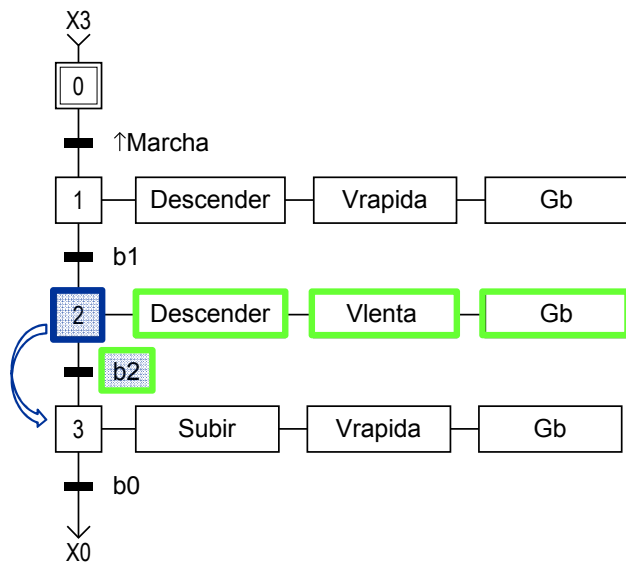 X3
0
↑Marcha
1 Descender Vrapida Gb
b1
2 Descender Vlenta Gb
b2
3 Subir Vrapida Gb
b0
X0